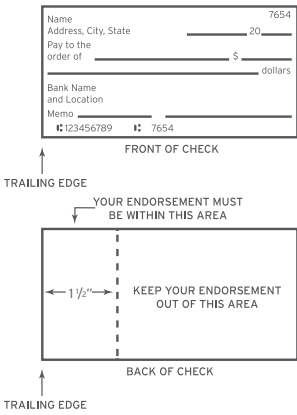 Name 7654
Address, City, State 20
Pay to the
order of $
dollars
Bank Name
and Location
Memo
⑆123456789 ⑆ 7654
FRONT OF CHECK
TRAILING EDGE
YOUR ENDORSEMENT MUST
BE WITHIN THIS AREA
1 1/2"
KEEP YOUR ENDORSEMENT
OUT OF THIS AREA
BACK OF CHECK
TRAILING EDGE